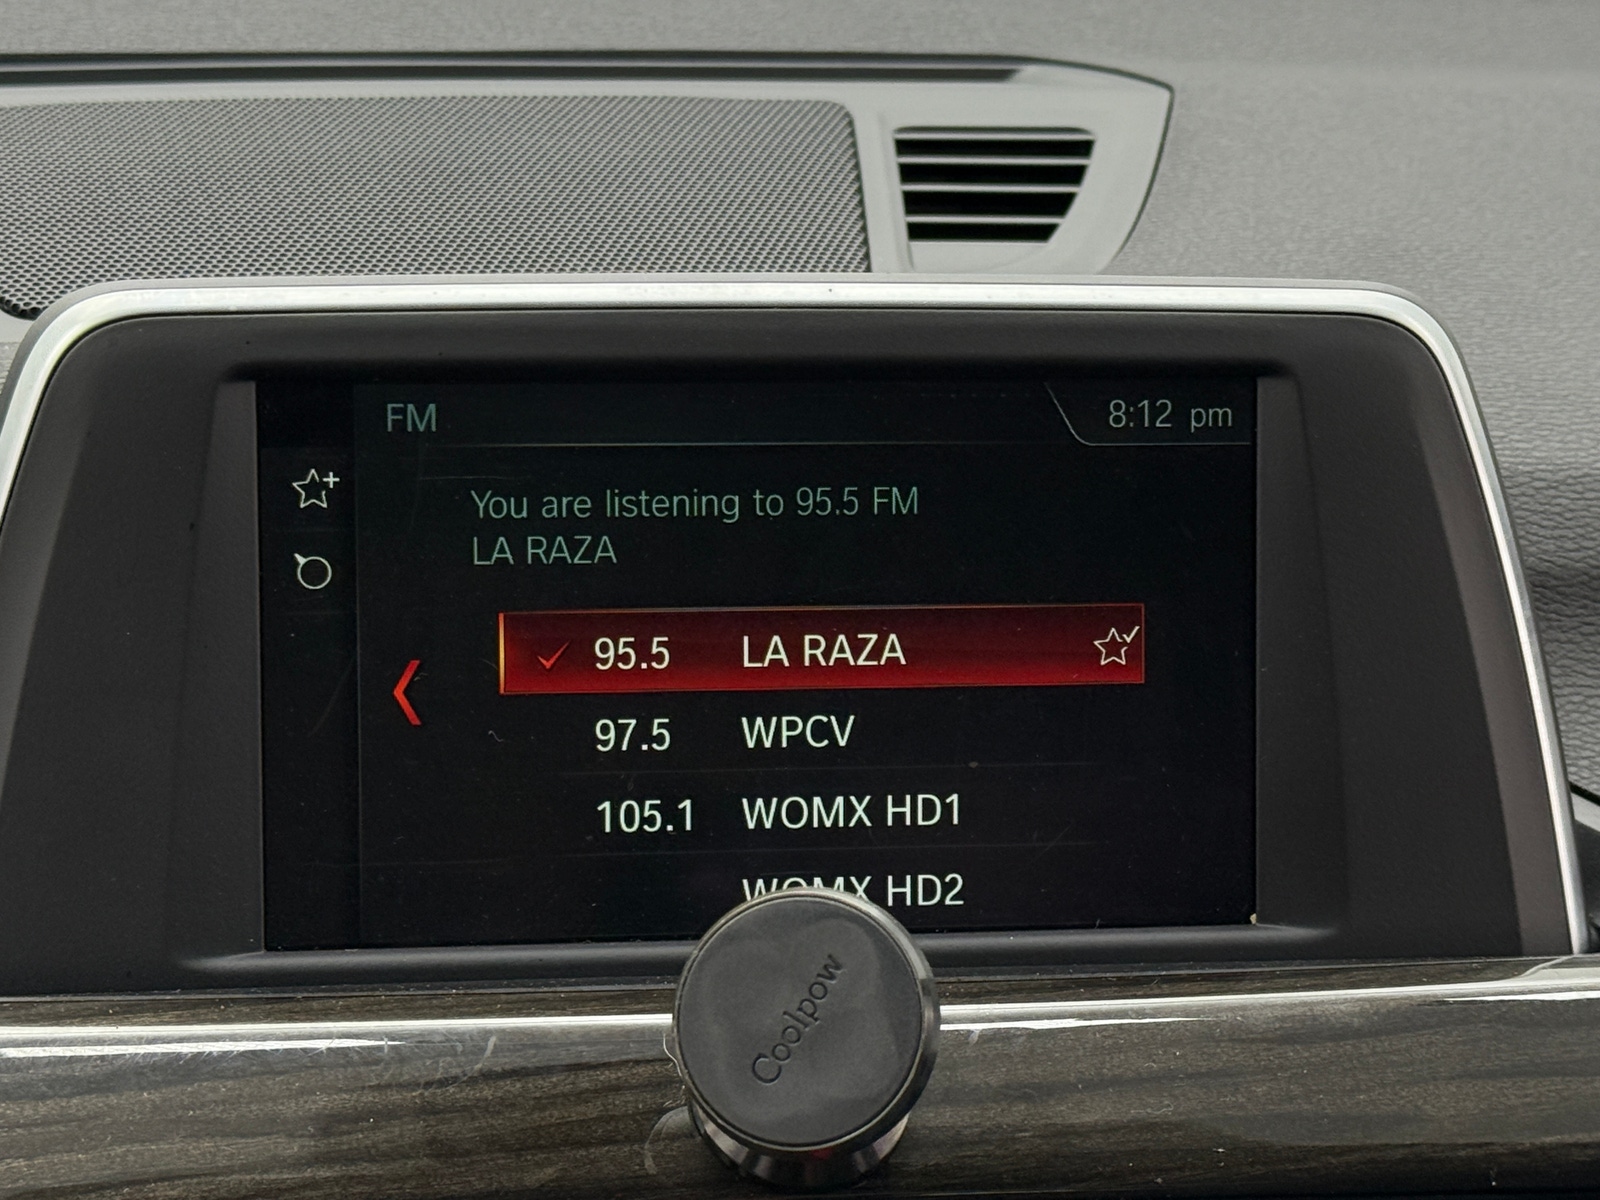 FM
8:12 pm
You are listening to 95.5 FM
LA RAZA
95.5 LA RAZA
97.5 WPCV
105.1 WOMX HD1
WOMX HD2
Coolpow